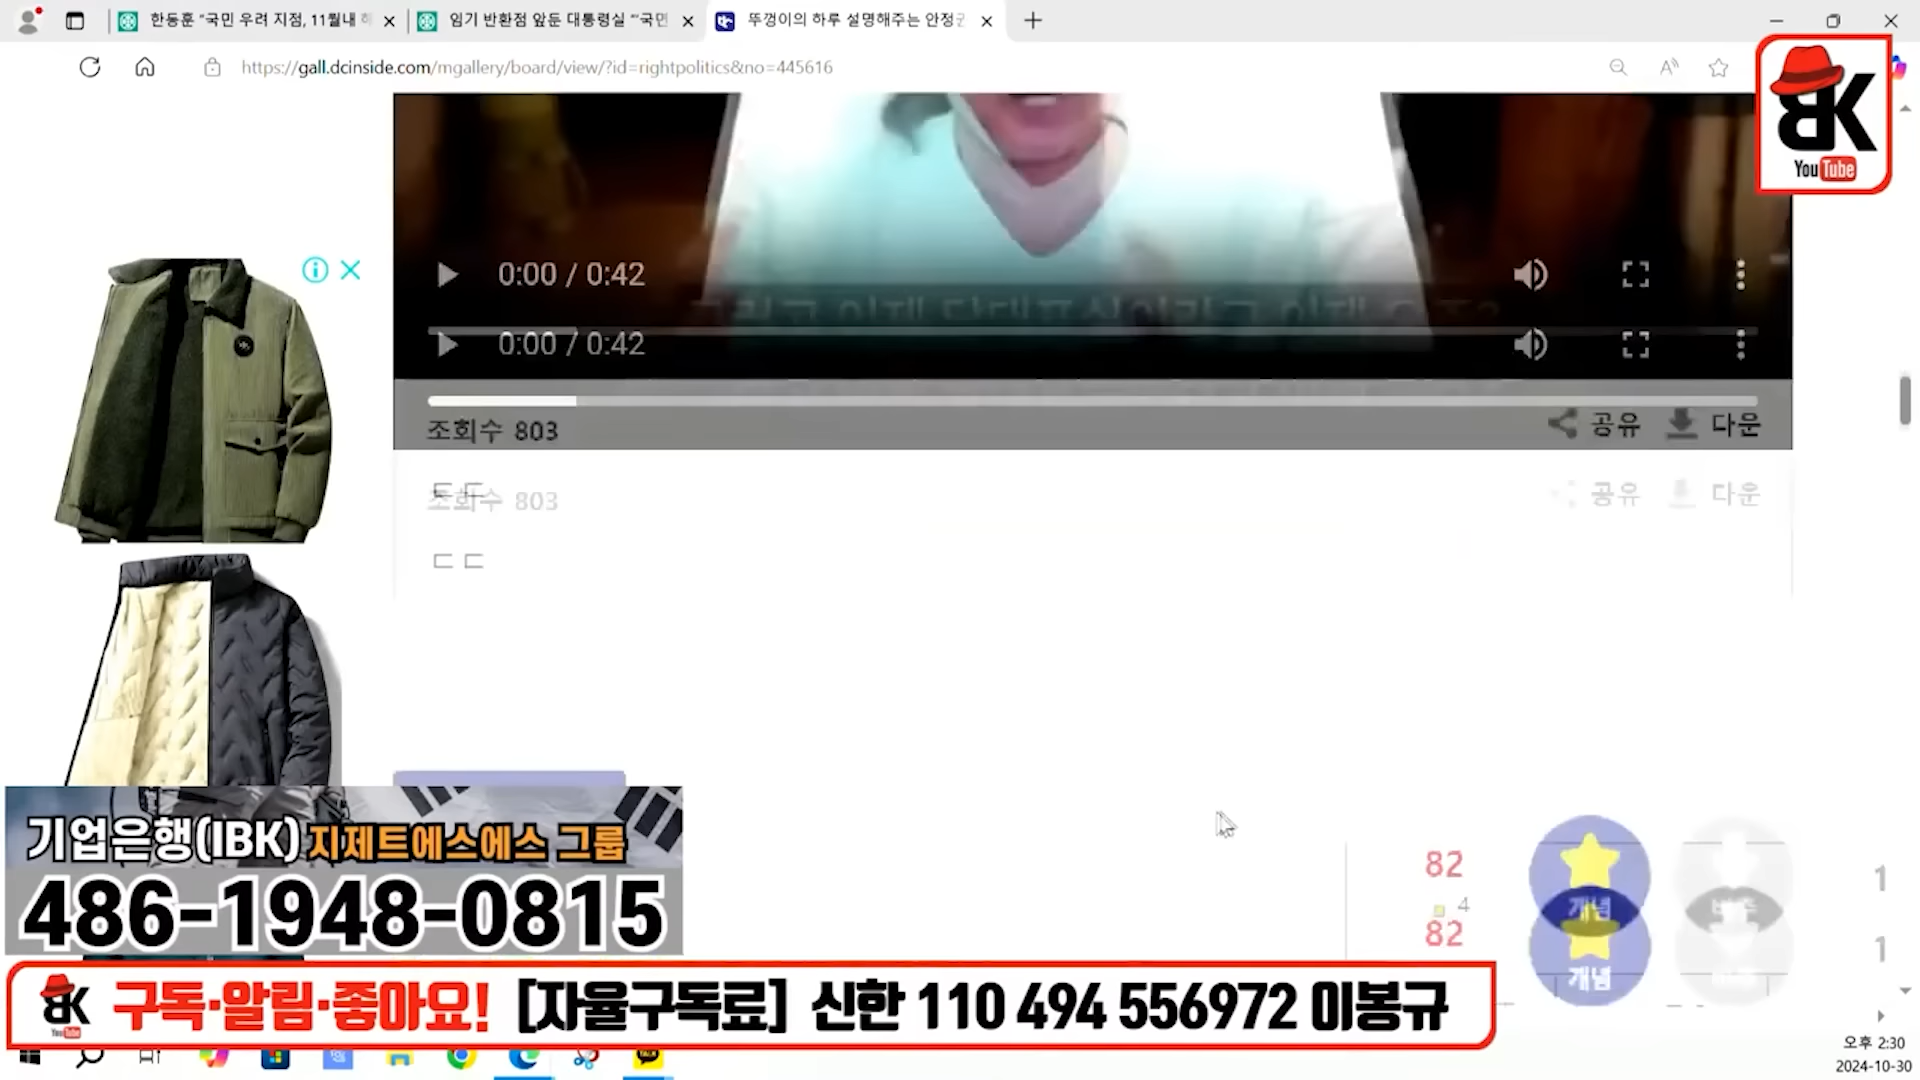 한동훈 "국민 우려 지점, 11월내 해
임기 반환점 앞둔 대통령실 "'국민
뚜껑이의 하루 설명해주는 안정권
https://gall.dcinside.com/mgallery/board/view/?id=rightpolitics&no=445616
BK
YouTube
0:00 / 0:42
0:00 / 0:42
조회수 803
공유 다운
ㄷㄷ
조회수 803
공유 다운
ㄷㄷ
기업은행(IBK) 지제트에스에스 그룹
486-1948-0815
82
개념
1
4
82
개념
1
BK
YouTube
구독·알림·좋아요! [자율구독료] 신한 110 494 556972 이봉규
TALK
오후 2:30
2024-10-30